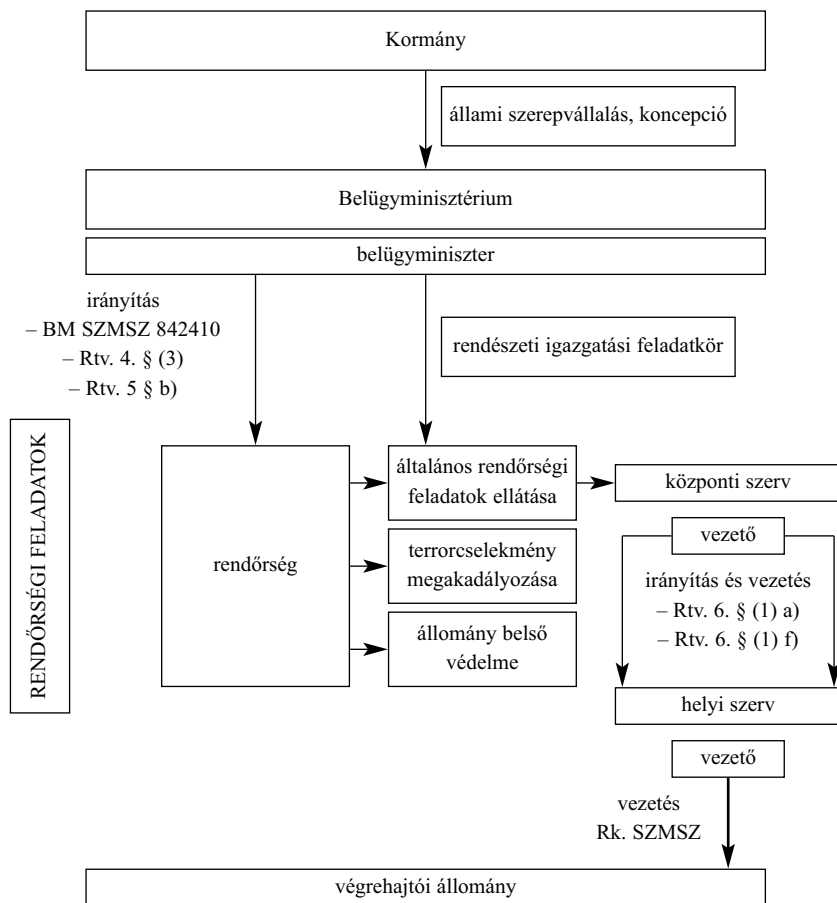 Kormány
állami szerepvállalás, koncepció
Belügyminisztérium
belügyminiszter
irányítás
– BM SZMSZ 842410
– Rtv. 4. § (3)
– Rtv. 5 § b)
rendészeti igazgatási feladatkör
RENDŐRSÉGI FELADATOK
rendőrség
általános rendőrségi
feladatok ellátása
terrorcselekmény
megakadályozása
állomány belső
védelme
központi szerv
vezető
irányítás és vezetés
– Rtv. 6. § (1) a)
– Rtv. 6. § (1) f)
helyi szerv
vezető
vezetés
Rk. SZMSZ
végrehajtói állomány